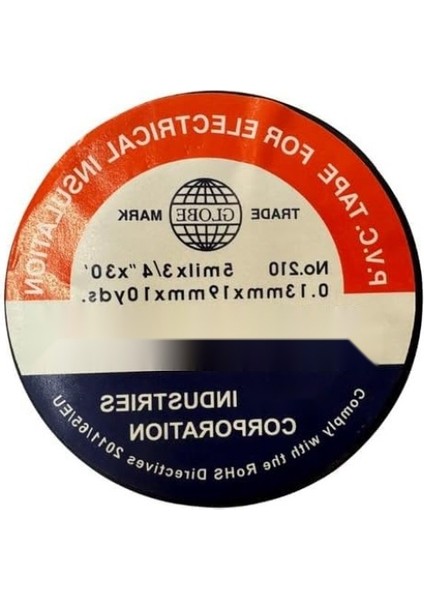 P.V.C. TAPE FOR ELECTRICAL INSULATION
TRADE GLOBE MARK
No.210 5milx3/4"x30'
0.13mmx19mmx10yds.
INDUSTRIES
CORPORATION
Comply with the RoHS Directives 2011/65/EU